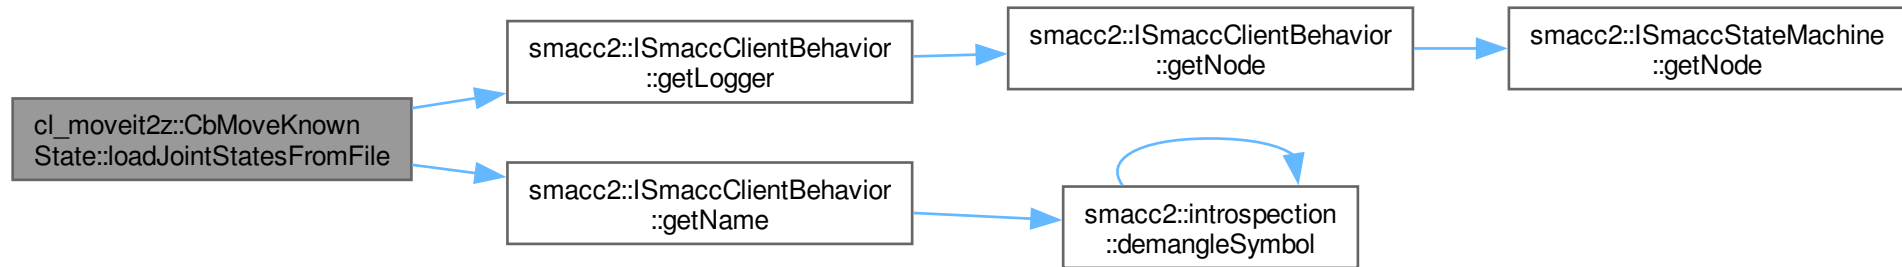 cl_moveit2z::CbMoveKnown
State::loadJointStatesFromFile
smacc2::ISmaccClientBehavior
::getLogger
smacc2::ISmaccClientBehavior
::getNode
smacc2::ISmaccStateMachine
::getNode
smacc2::ISmaccClientBehavior
::getName
smacc2::introspection
::demangleSymbol